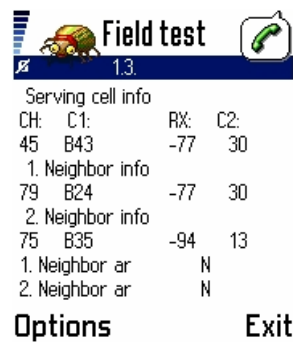 Field test
1.3.
Serving cell info
CH: C1: RX: C2:
45 B43 -77 30
1. Neighbor info
79 B24 -77 30
2. Neighbor info
75 B35 -94 13
1. Neighbor ar N
2. Neighbor ar N
Options Exit